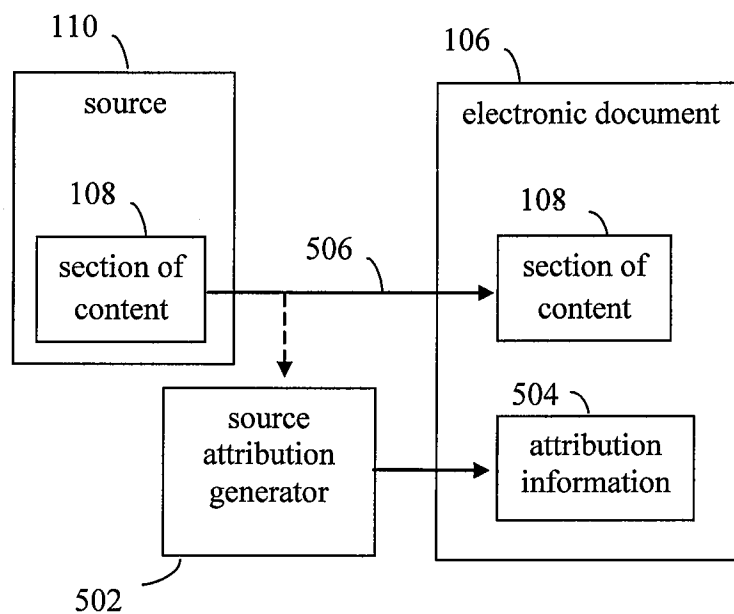 110
source
108
section of
content
506
106
electronic document
108
section of
content
source
attribution
generator
502
504
attribution
information